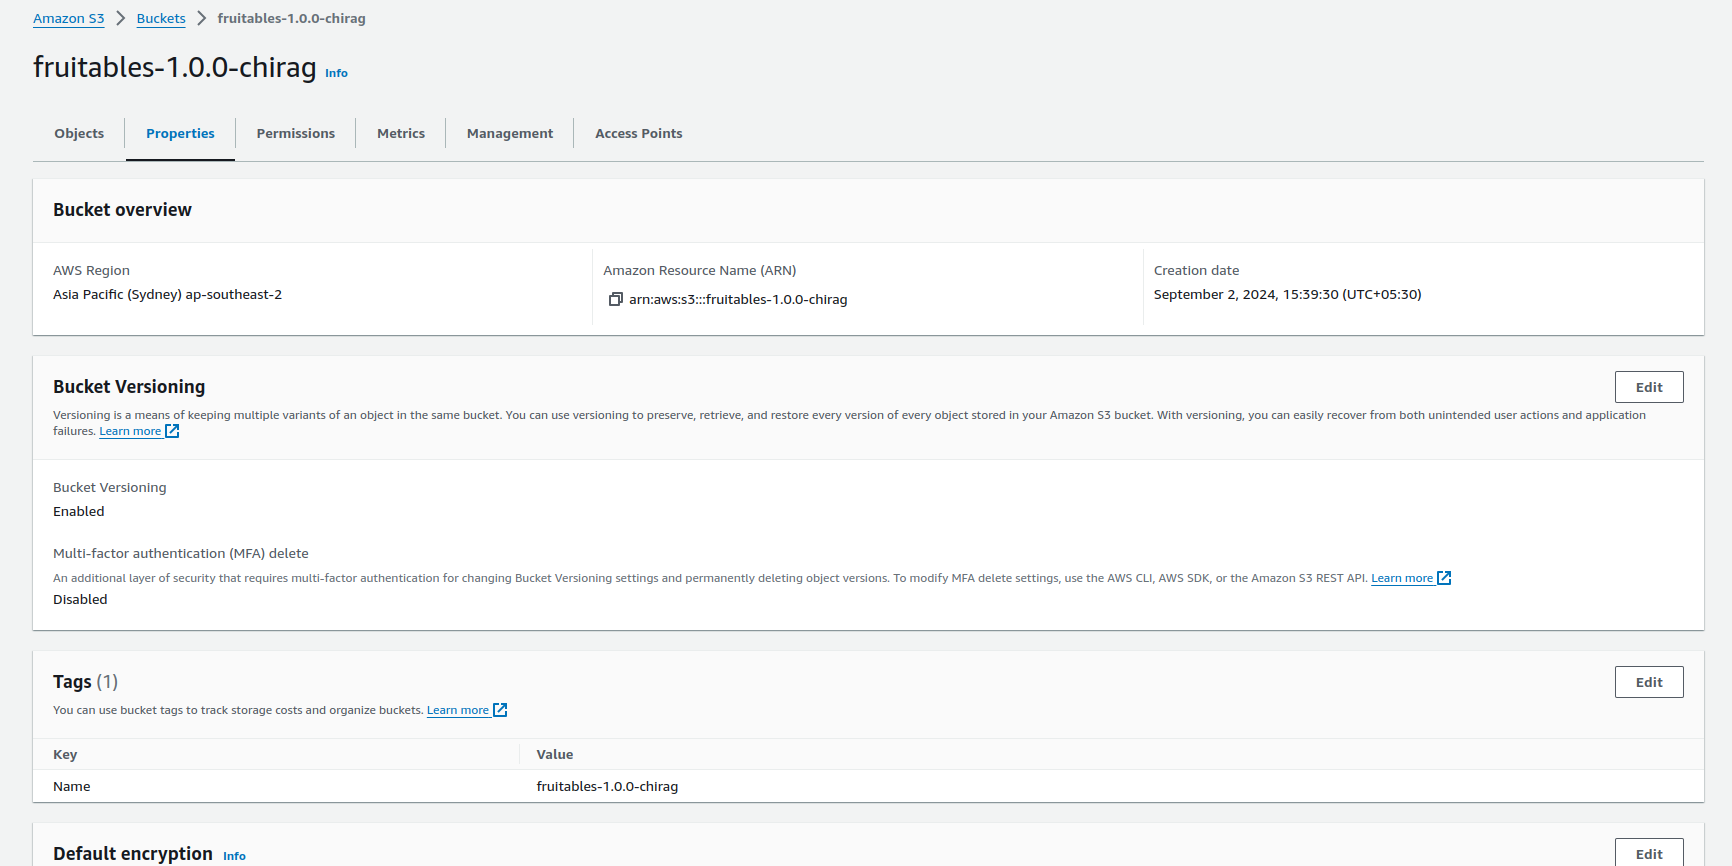 Amazon S3 > Buckets > fruitables-1.0.0-chirag
fruitables-1.0.0-chirag Info
Objects Properties Permissions Metrics Management Access Points
Bucket overview
AWS Region
Asia Pacific (Sydney) ap-southeast-2
Amazon Resource Name (ARN)
arn:aws:s3:::fruitables-1.0.0-chirag
Creation date
September 2, 2024, 15:39:30 (UTC+05:30)
Bucket Versioning
Edit
Versioning is a means of keeping multiple variants of an object in the same bucket. You can use versioning to preserve, retrieve, and restore every version of every object stored in your Amazon S3 bucket. With versioning, you can easily recover from both unintended user actions and application
failures. Learn more
Bucket Versioning
Enabled
Multi-factor authentication (MFA) delete
An additional layer of security that requires multi-factor authentication for changing Bucket Versioning settings and permanently deleting object versions. To modify MFA delete settings, use the AWS CLI, AWS SDK, or the Amazon S3 REST API. Learn more
Disabled
Tags (1)
Edit
You can use bucket tags to track storage costs and organize buckets. Learn more
Key Value
Name fruitables-1.0.0-chirag
Default encryption Info
Edit